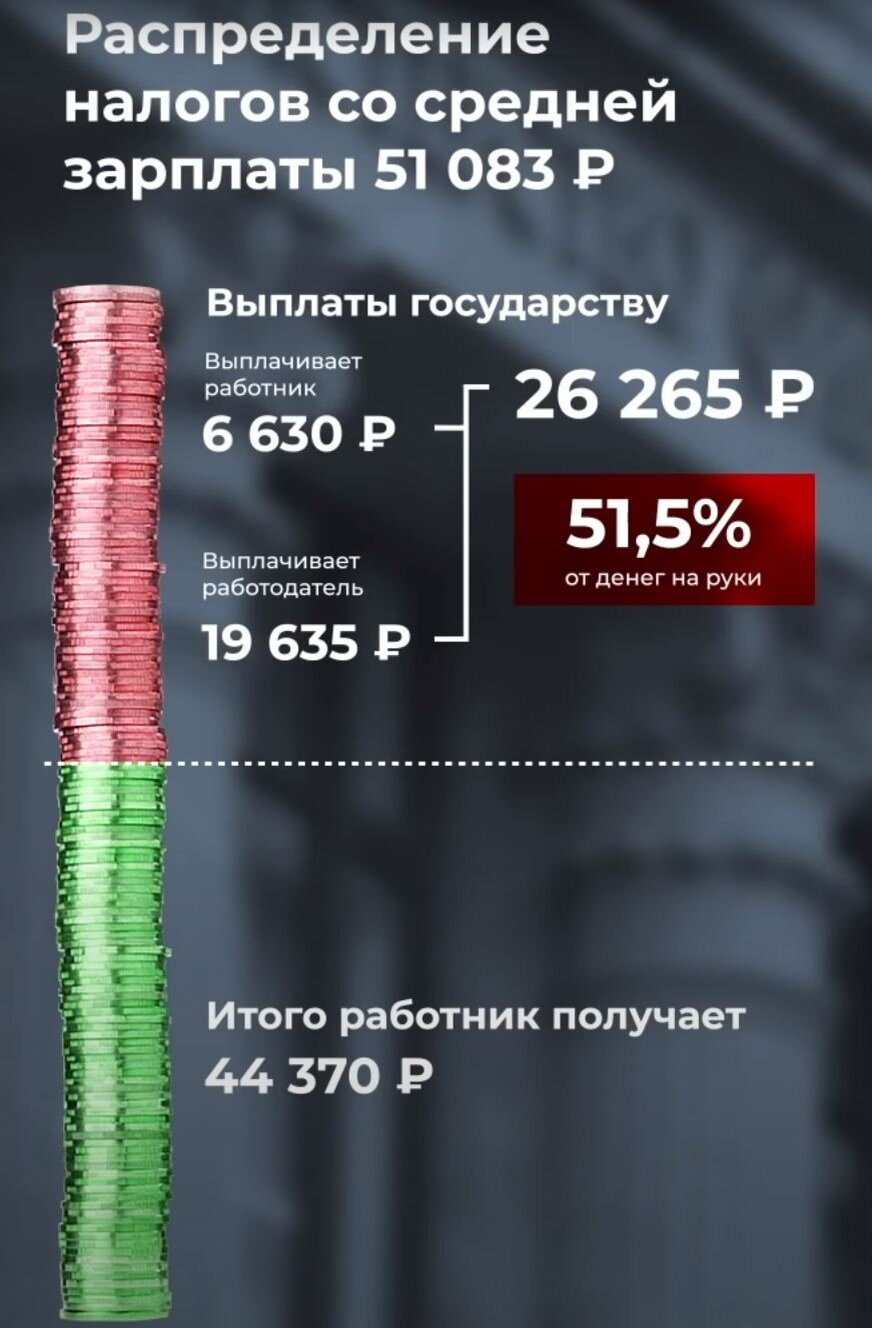 Распределение
налогов со средней
зарплаты 51 083 ₽
Выплаты государству
Выплачивает
работник
6 630 ₽
26 265 ₽
51,5%
от денег на руки
Выплачивает
работодатель
19 635 ₽
Итого работник получает
44 370 ₽